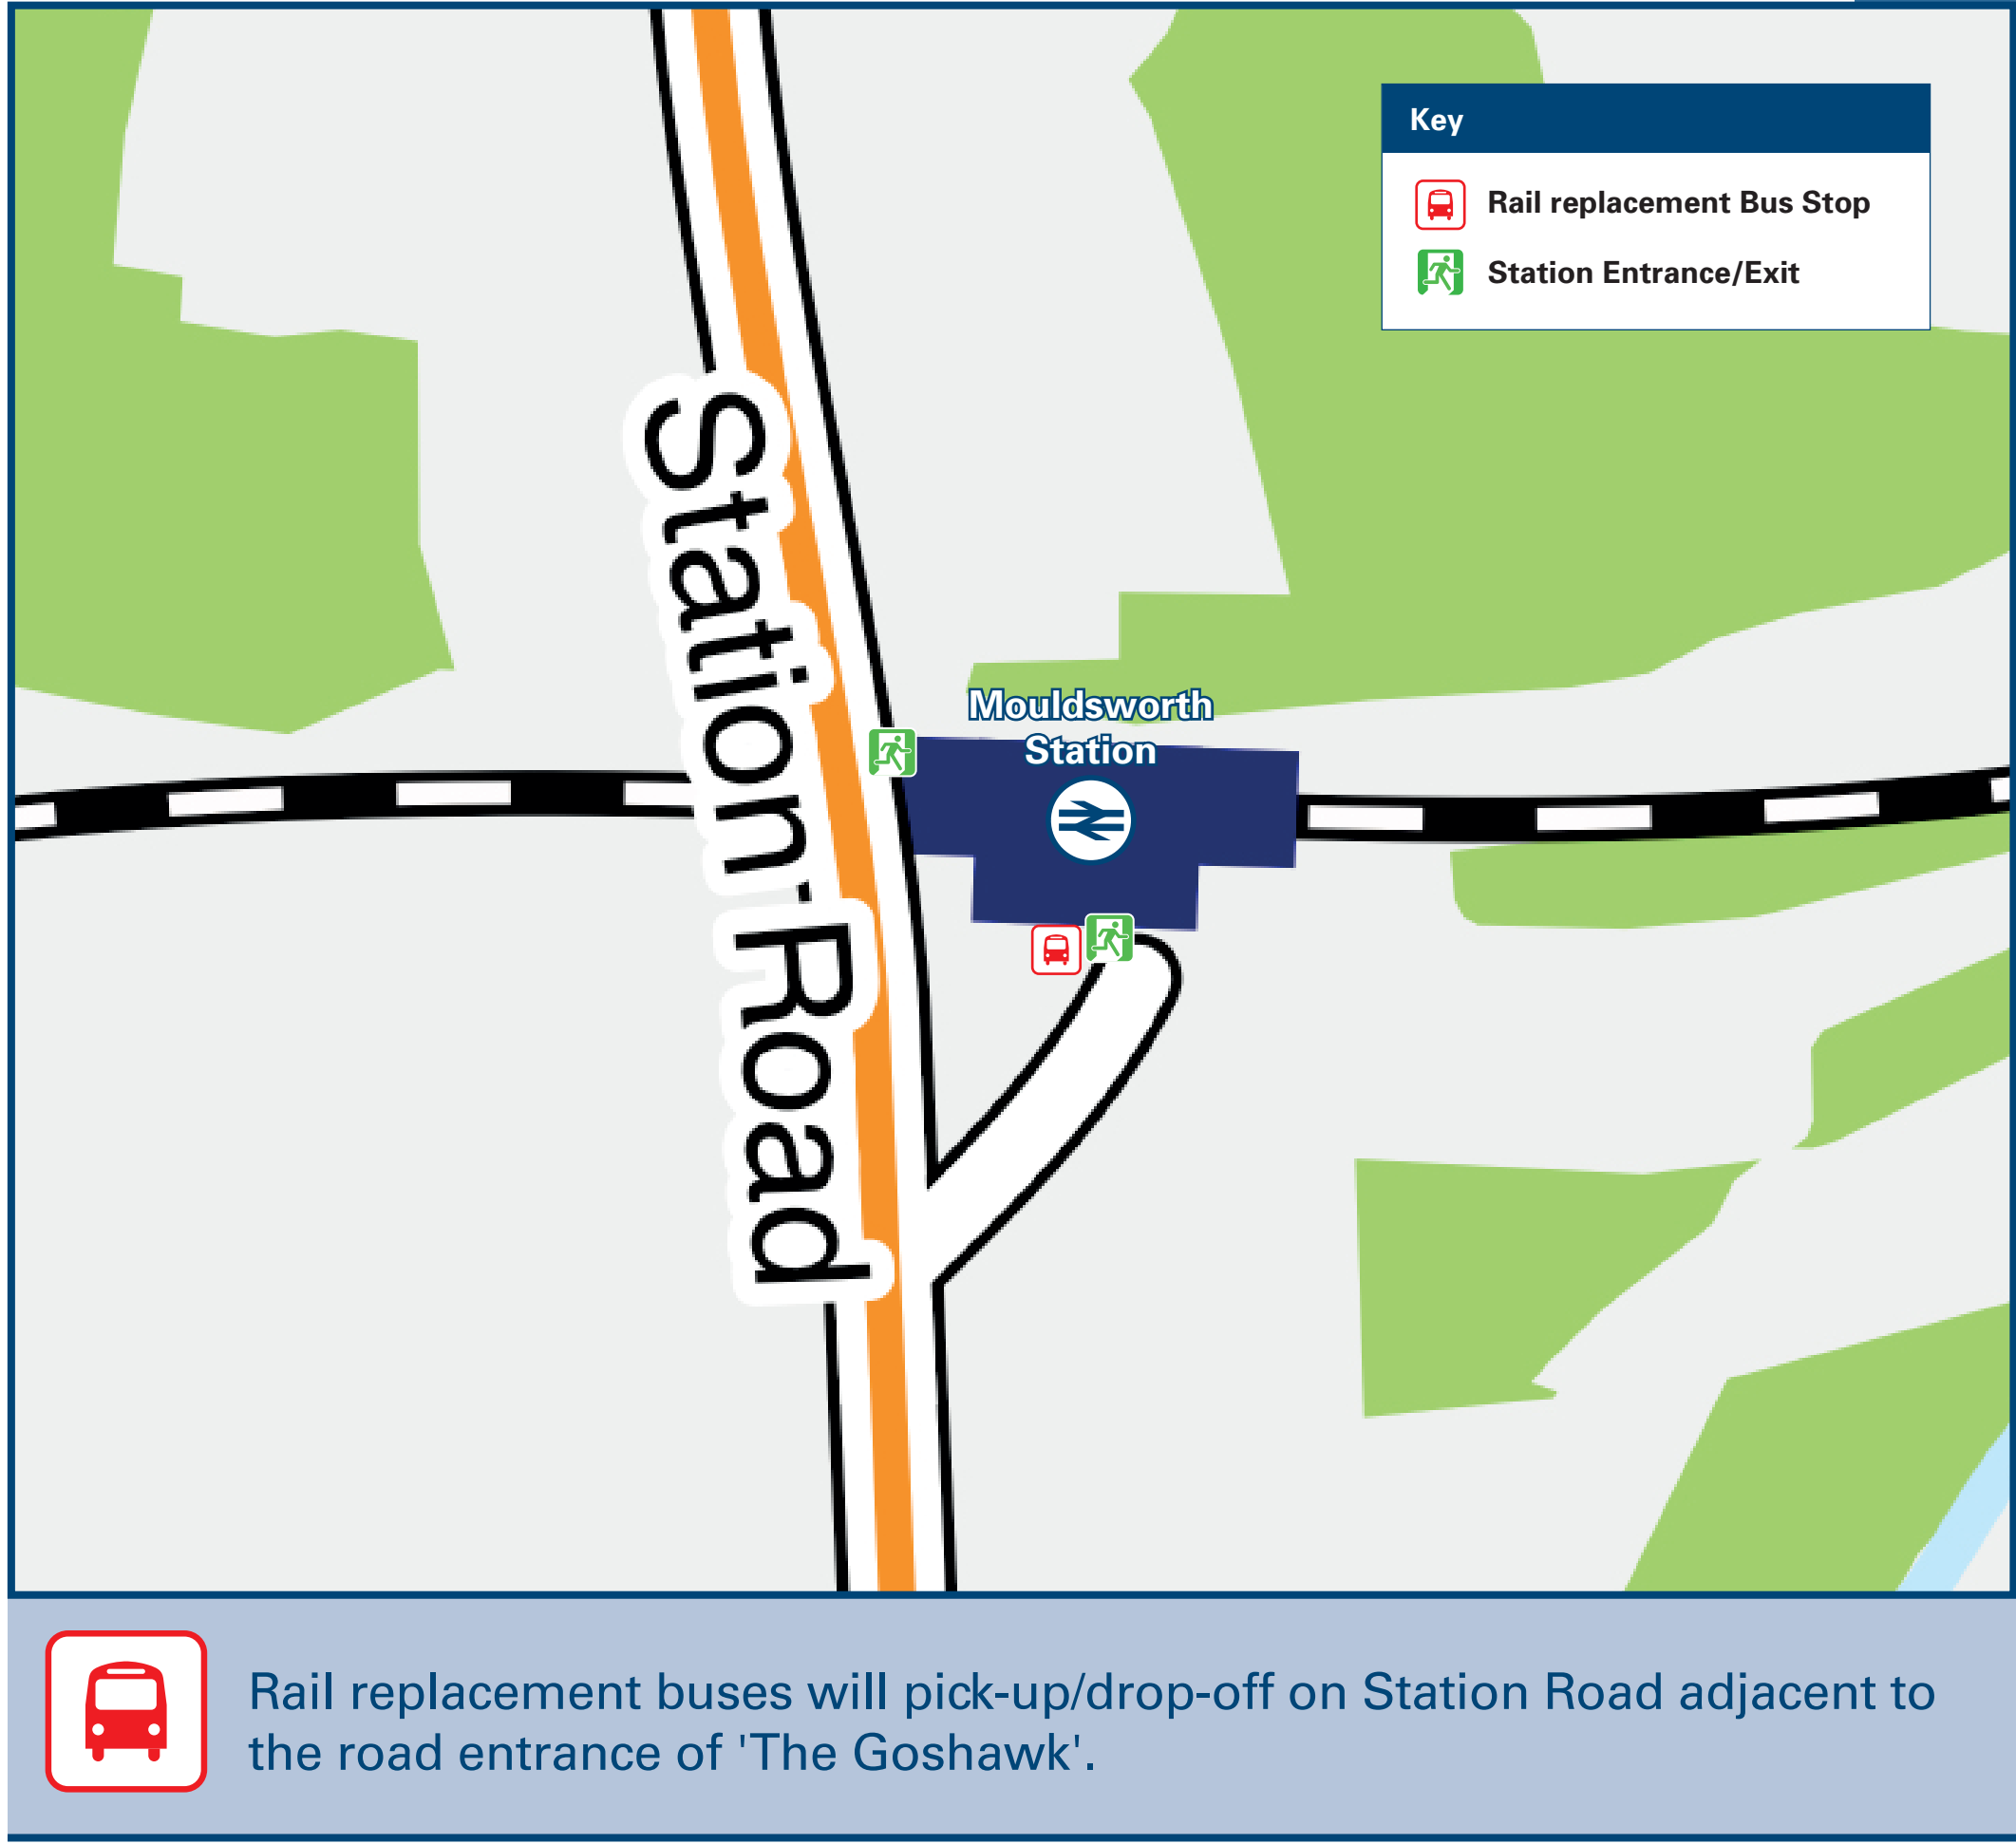 Key
Rail replacement Bus Stop
Station Entrance/Exit
Station Road
Mouldsworth
Station
Rail replacement buses will pick-up/drop-off on Station Road adjacent to
the road entrance of 'The Goshawk'.